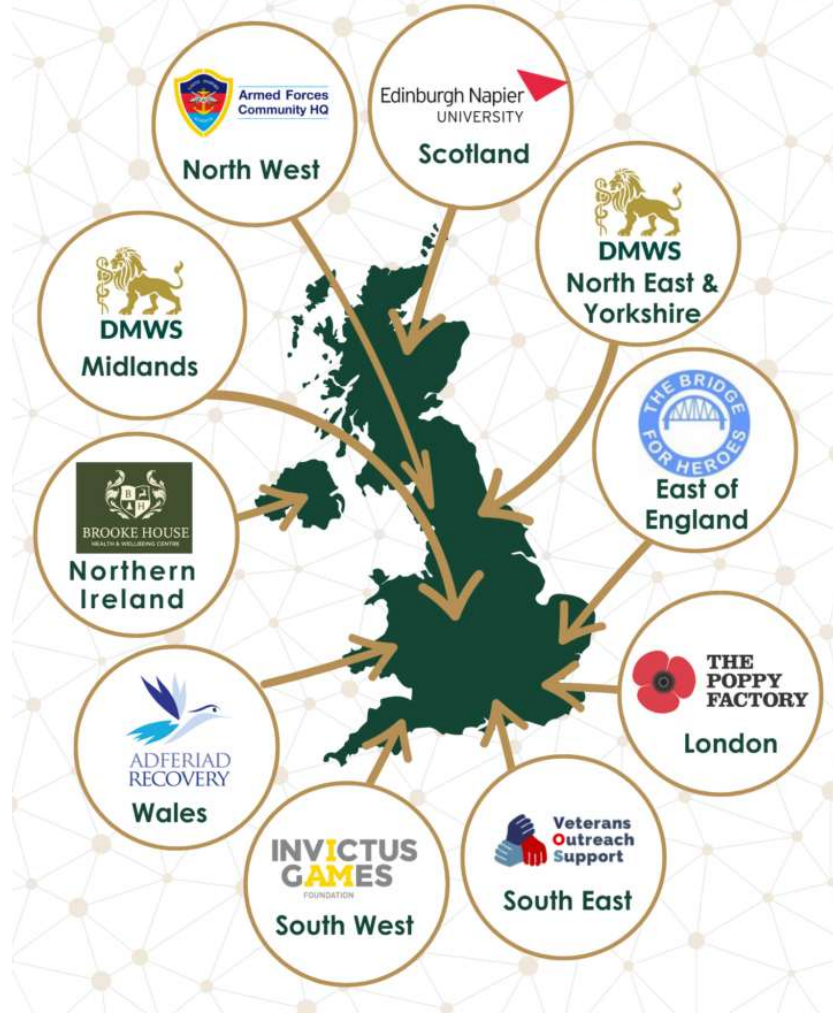 Armed Forces
Community HQ
North West
Edinburgh Napier
UNIVERSITY
Scotland
DMWS
North East &
Yorkshire
DMWS
Midlands
THE BRIDGE
FOR HEROES
East of
England
B H
BROOKE HOUSE
HEALTH & WELLBEING CENTRE
Northern
Ireland
THE
POPPY
FACTORY
London
ADFERIAD
RECOVERY
Wales
INVICTUS
GAMES
FOUNDATION
South West
Veterans
Outreach
Support
South East